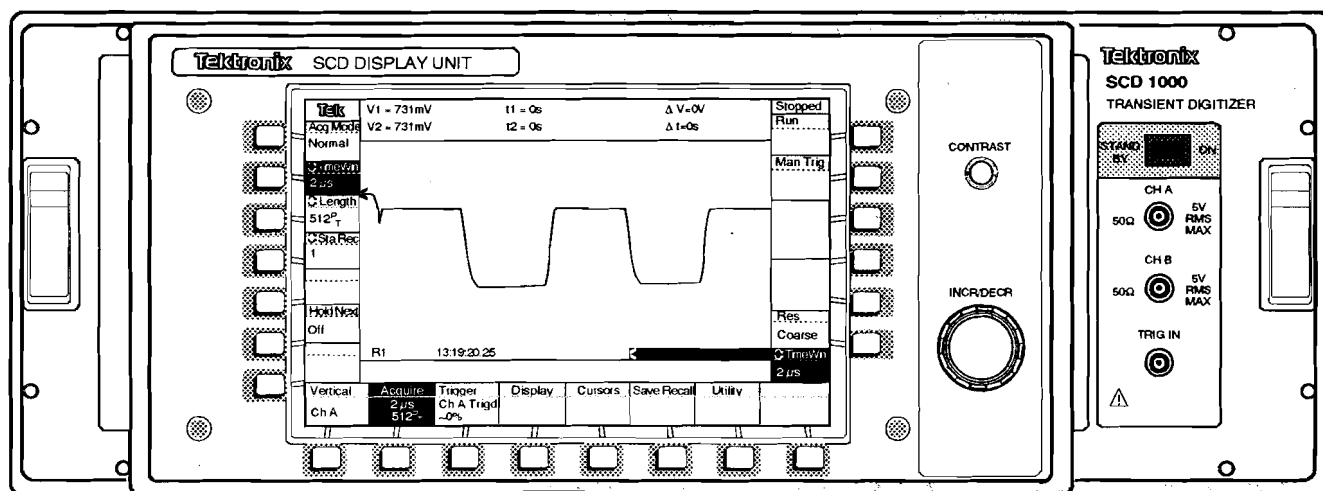 Tektronix SCD DISPLAY UNIT
Tek
V1 = 731mV t1 = 0s Δ V=0V
V2 = 731mV t2 = 0s Δ t=0s
Acq Mode
Normal
TmeWn
2 µs
Length
512 P T
Sta Rec
1
Hold Next
Off
Stopped
Run
Man Trig
Res
Coarse
TmeWn
2 µs
R1 13:19:20.25
Vertical Acquire Trigger Display Cursors Save Recall Utility
Ch A 2 µs Ch A Trigd
512 ~0%
CONTRAST
INCR/DECR
Tektronix
SCD 1000
TRANSIENT DIGITIZER
STAND BY ON
CH A
50Ω 5V RMS MAX
CH B
50Ω 5V RMS MAX
TRIG IN